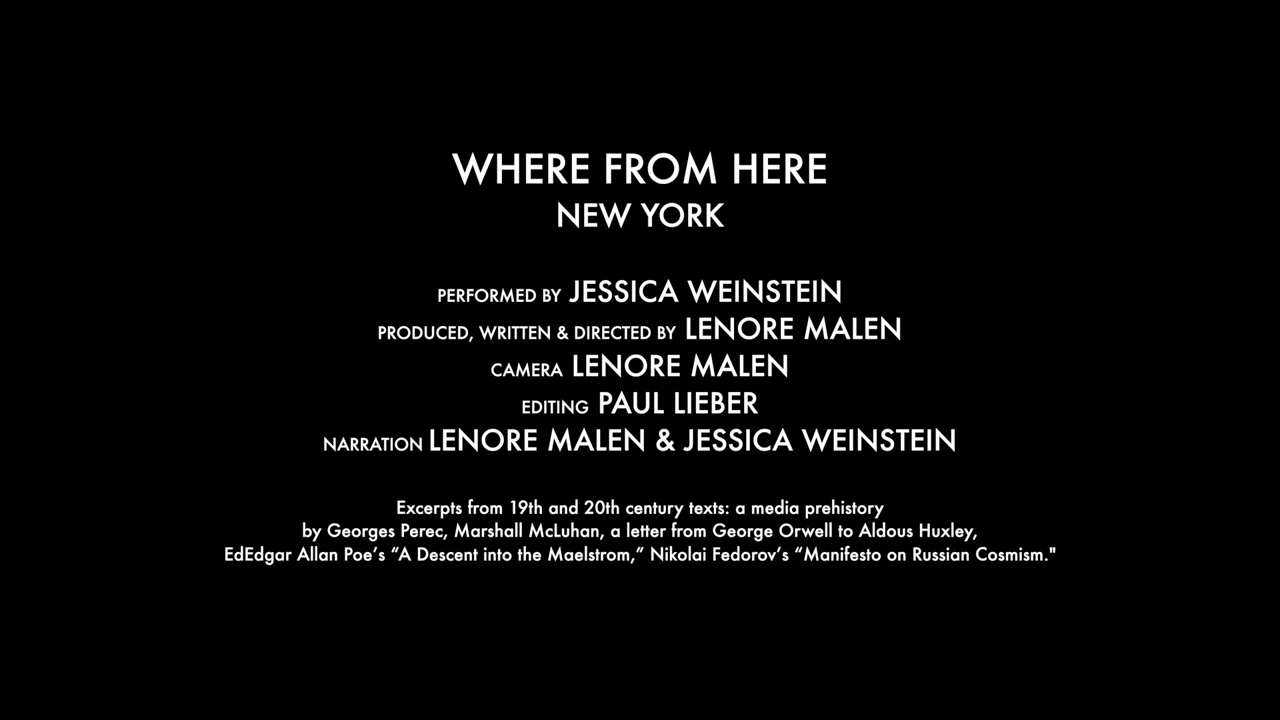 WHERE FROM HERE
NEW YORK
PERFORMED BY JESSICA WEINSTEIN
PRODUCED, WRITTEN & DIRECTED BY LENORE MALEN
CAMERA LENORE MALEN
EDITING PAUL LIEBER
NARRATION LENORE MALEN & JESSICA WEINSTEIN
Excerpts from 19th and 20th century texts: a media prehistory
by Georges Perec, Marshall McLuhan, a letter from George Orwell to Aldous Huxley,
EdEdgar Allan Poe’s “A Descent into the Maelstrom,” Nikolai Fedorov’s “Manifesto on Russian Cosmism."